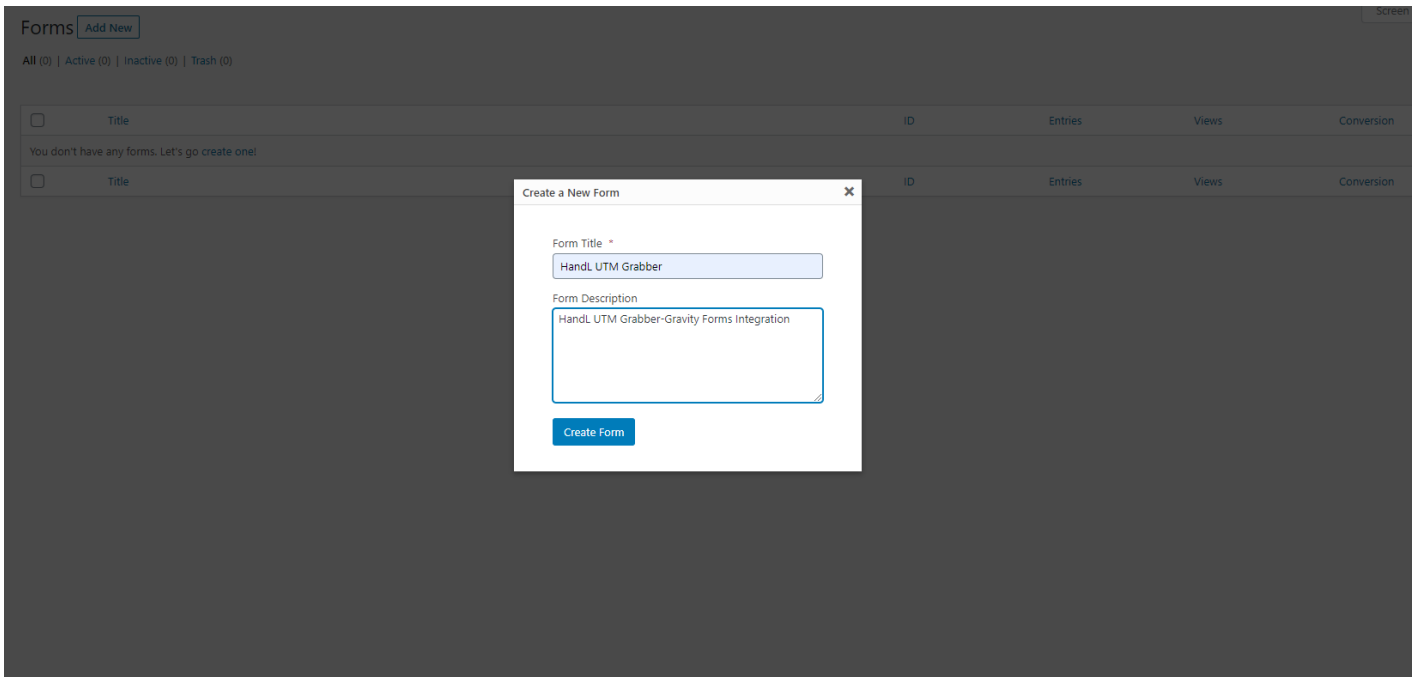 Screen
Forms Add New
All (0) | Active (0) | Inactive (0) | Trash (0)
Title ID Entries Views Conversion
You don't have any forms. Let's go create one!
Title ID Entries Views Conversion
Create a New Form
Form Title *
HandL UTM Grabber
Form Description
HandL UTM Grabber-Gravity Forms Integration
Create Form